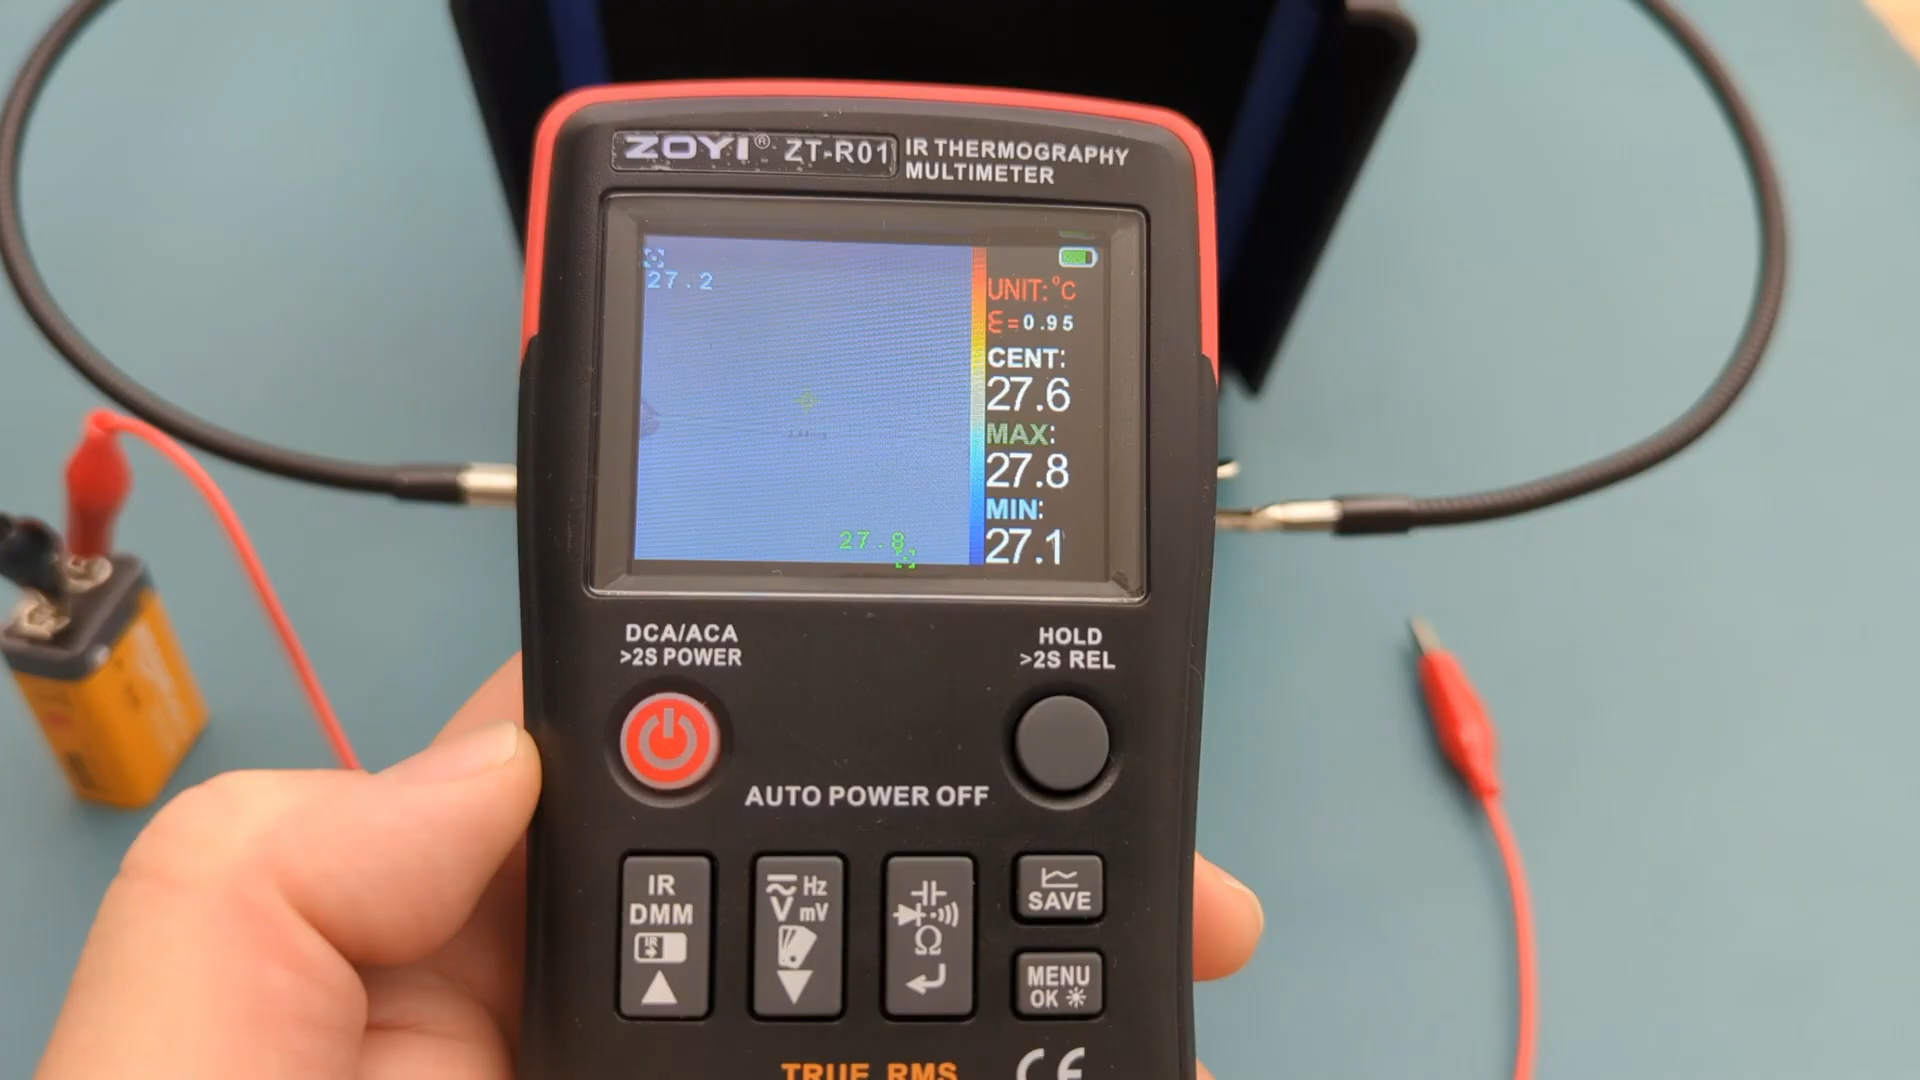 ZOYI® ZT-R01
IR THERMOGRAPHY
MULTIMETER
27.2
27.8
UNIT:°C
ε=0.95
CENT:
27.6
MAX:
27.8
MIN:
27.1
DCA/ACA
>2S POWER
HOLD
>2S REL
AUTO POWER OFF
IR
DMM
IR
Hz
V mV
Ω
SAVE
MENU
OK
TRUE RMS
CE